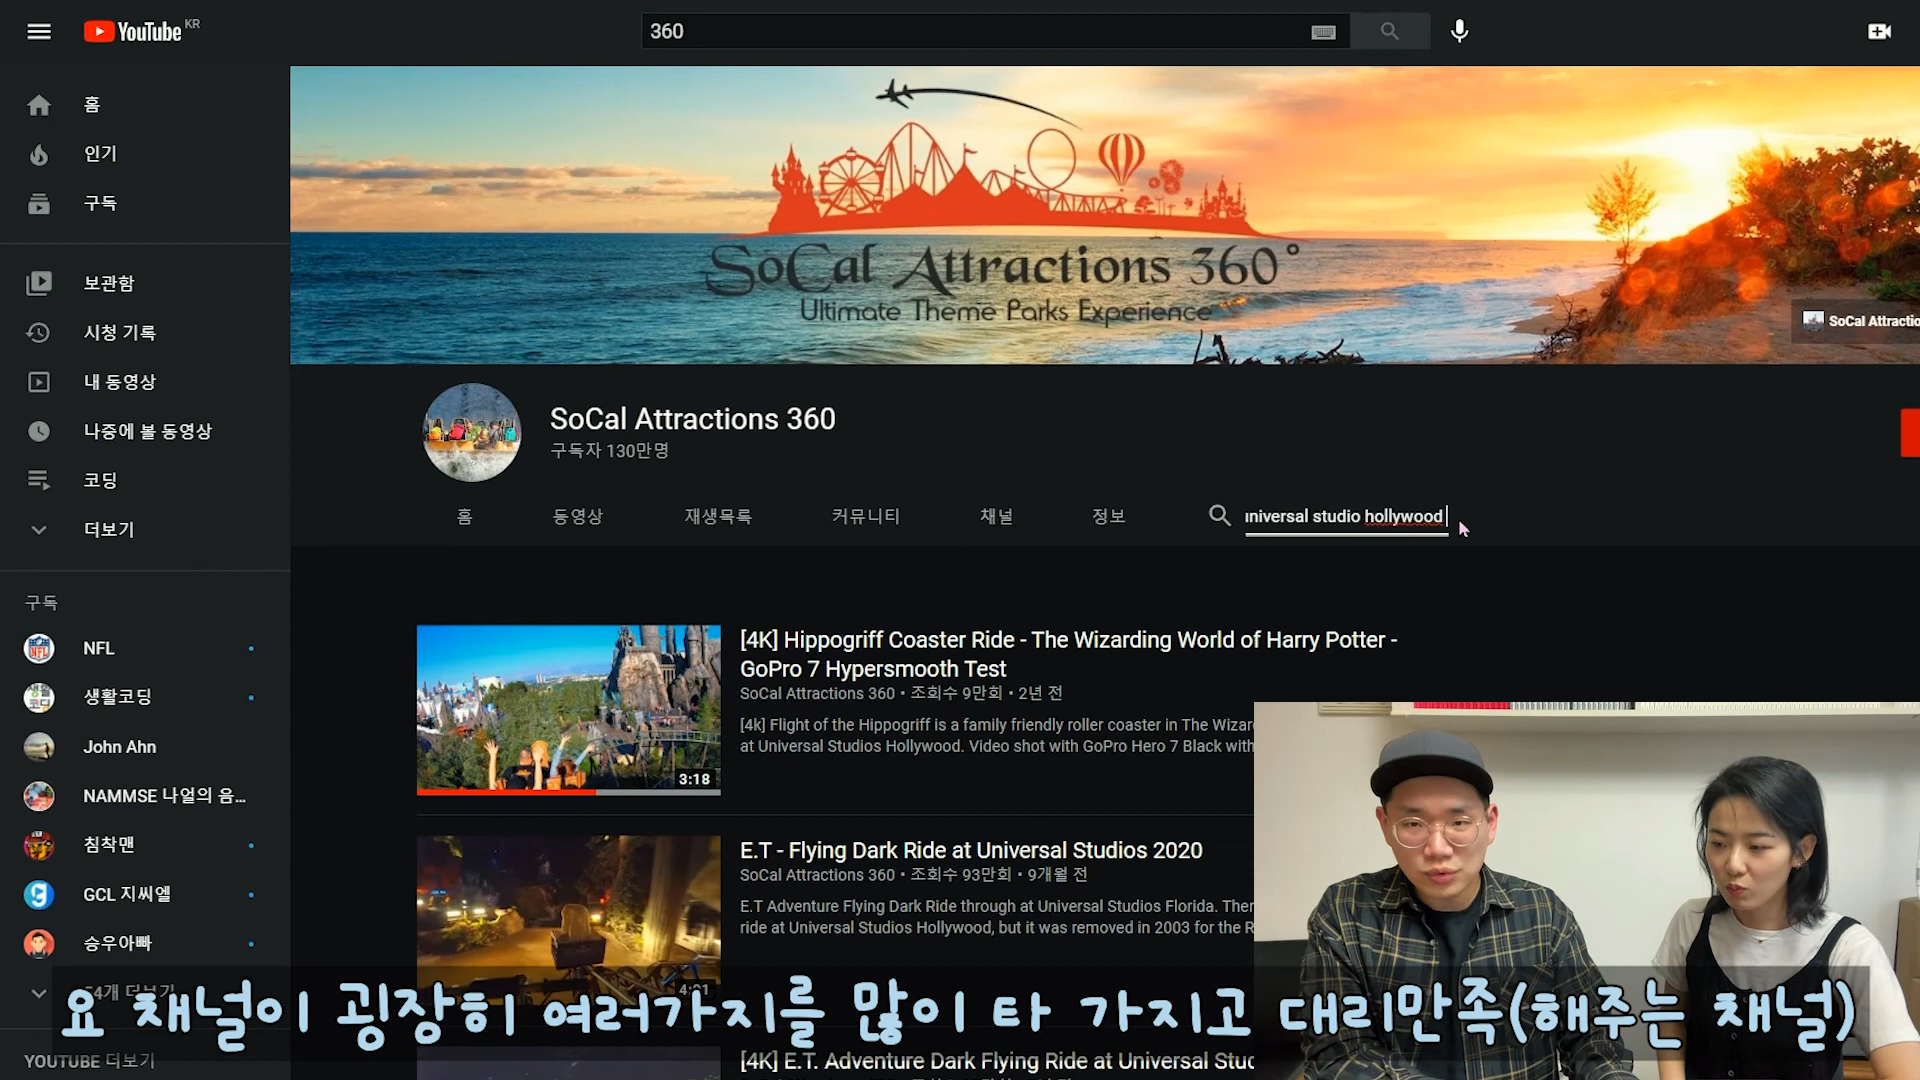 YouTube KR
360
홈
인기
구독
보관함
시청 기록
내 동영상
나중에 볼 동영상
코딩
더보기
구독
NFL
생활코딩
John Ahn
NAMMSE 나얼의 음...
침착맨
GCL 지씨엘
승우아빠
54개 더보기
YOUTUBE 더보기
SoCal Attractions 360°
Ultimate Theme Parks Experience
SoCal Attractio
SoCal Attractions 360
구독자 130만명
홈 동영상 재생목록 커뮤니티 채널 정보 universal studio hollywood
[4K] Hippogriff Coaster Ride - The Wizarding World of Harry Potter -
GoPro 7 Hypersmooth Test
SoCal Attractions 360 • 조회수 9만회 • 2년 전
[4k] Flight of the Hippogriff is a family friendly roller coaster in The Wizar
at Universal Studios Hollywood. Video shot with GoPro Hero 7 Black with
3:18
E.T - Flying Dark Ride at Universal Studios 2020
SoCal Attractions 360 • 조회수 93만회 • 9개월 전
E.T Adventure Flying Dark Ride through at Universal Studios Florida. Ther
ride at Universal Studios Hollywood, but it was removed in 2003 for the R
[4K] E.T. Adventure Dark Flying Ride at Universal Stud
요 채널이 굉장히 여러가지를 많이 타 가지고 대리만족(해주는 채널)